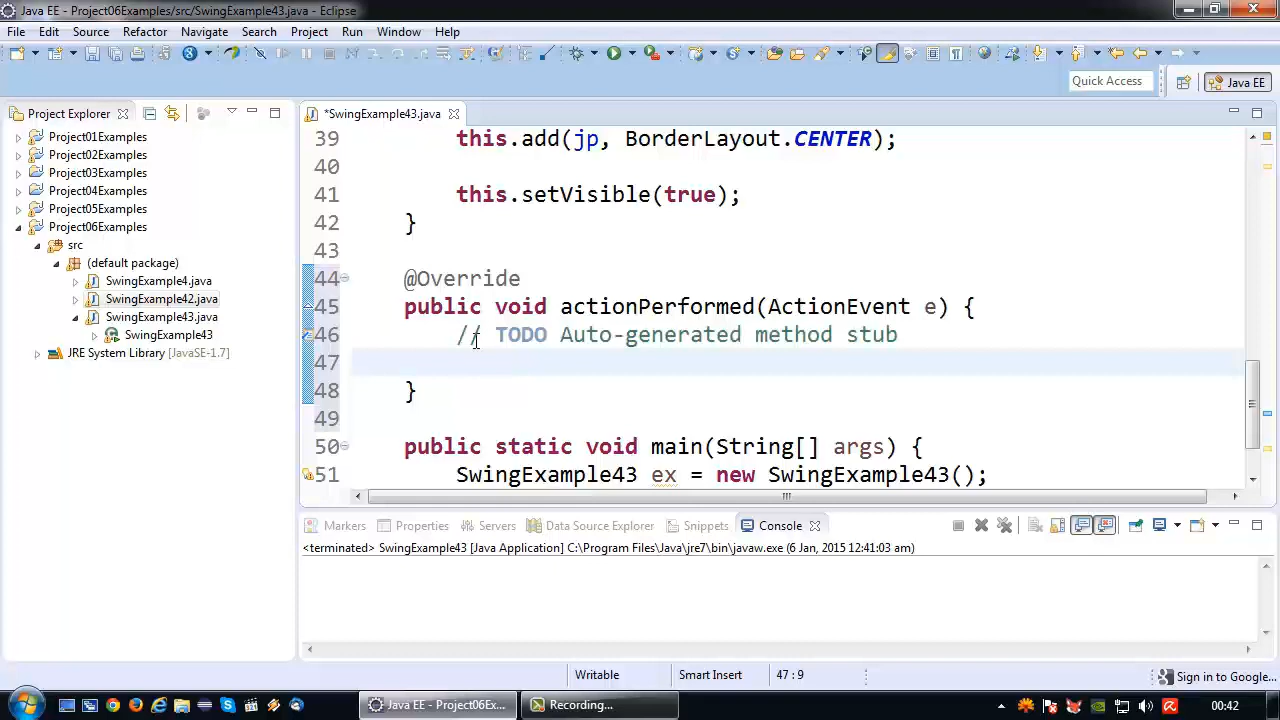 Java EE - Project06Examples/src/SwingExample43.java - Eclipse
File Edit Source Refactor Navigate Search Project Run Window Help
Quick Access
Java EE
Project Explorer
*SwingExample43.java
Project01Examples
Project02Examples
Project03Examples
Project04Examples
Project05Examples
Project06Examples
src
(default package)
SwingExample4.java
SwingExample42.java
SwingExample43.java
SwingExample43
JRE System Library [JavaSE-1.7]
39 this.add(jp, BorderLayout.CENTER);
40
41 this.setVisible(true);
42 }
43
44 @Override
45 public void actionPerformed(ActionEvent e) {
46 // TODO Auto-generated method stub
47
48 }
49
50 public static void main(String[] args) {
51 SwingExample43 ex = new SwingExample43();
Markers Properties Servers Data Source Explorer Snippets Console
<terminated> SwingExample43 [Java Application] C:\Program Files\Java\jre7\bin\javaw.exe (6 Jan, 2015 12:41:03 am)
Writable Smart Insert 47 : 9 Sign in to Google...
Java EE - Project06Ex... Recording... 00:42